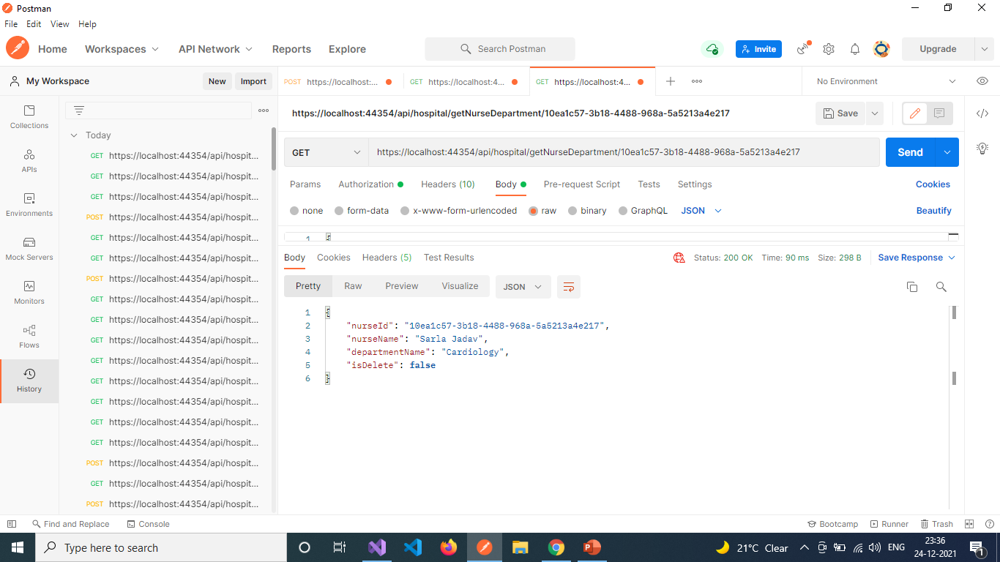 Postman
File Edit View Help
Home Workspaces API Network Reports Explore Search Postman Invite Upgrade
My Workspace New Import POST https://localhost:... GET https://localhost:4... GET https://localhost:4... No Environment
Collections
APIs
Environments
Mock Servers
Monitors
Flows
History
Today
GET https://localhost:44354/api/hospit...
GET https://localhost:44354/api/hospit...
GET https://localhost:44354/api/hospit...
POST https://localhost:44354/api/hospit...
GET https://localhost:44354/api/hospit...
GET https://localhost:44354/api/hospit...
POST https://localhost:44354/api/hospit...
GET https://localhost:44354/api/hospit...
GET https://localhost:44354/api/hospit...
GET https://localhost:44354/api/hospit...
GET https://localhost:44354/api/hospit...
GET https://localhost:44354/api/hospit...
GET https://localhost:44354/api/hospit...
GET https://localhost:44354/api/hospit...
GET https://localhost:44354/api/hospit...
POST https://localhost:44354/api/hospit...
GET https://localhost:44354/api/hospit...
POST https://localhost:44354/api/hospit...
https://localhost:44354/api/hospital/getNurseDepartment/10ea1c57-3b18-4488-968a-5a5213a4e217 Save
GET https://localhost:44354/api/hospital/getNurseDepartment/10ea1c57-3b18-4488-968a-5a5213a4e217 Send
Params Authorization Headers (10) Body Pre-request Script Tests Settings Cookies
none form-data x-www-form-urlencoded raw binary GraphQL JSON Beautify
1 {
Body Cookies Headers (5) Test Results Status: 200 OK Time: 90 ms Size: 298 B Save Response
Pretty Raw Preview Visualize JSON
1 {
2 "nurseId": "10ea1c57-3b18-4488-968a-5a5213a4e217",
3 "nurseName": "Sarla Jadav",
4 "departmentName": "Cardiology",
5 "isDelete": false
6 }
Find and Replace Console Bootcamp Runner Trash
Type here to search 21°C Clear ENG 23:36
24-12-2021 1